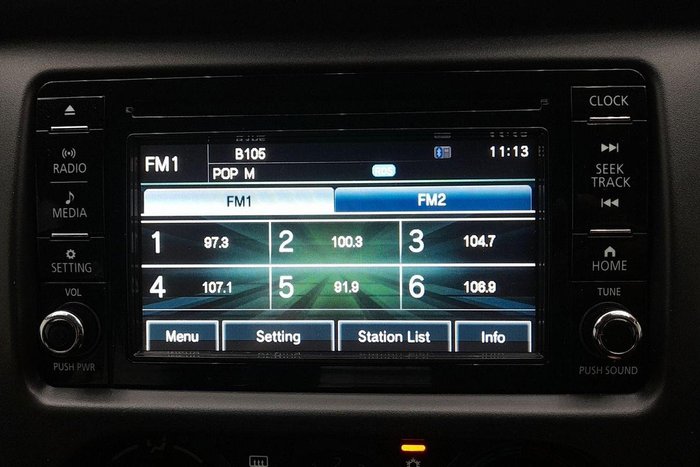 CLOCK
RADIO
MEDIA
SETTING
VOL
PUSH PWR
FM1
B105
11:13
POP M
RDS
FM1
FM2
1 97.3
2 100.3
3 104.7
4 107.1
5 91.9
6 106.9
Menu
Setting
Station List
Info
SEEK
TRACK
HOME
TUNE
PUSH SOUND